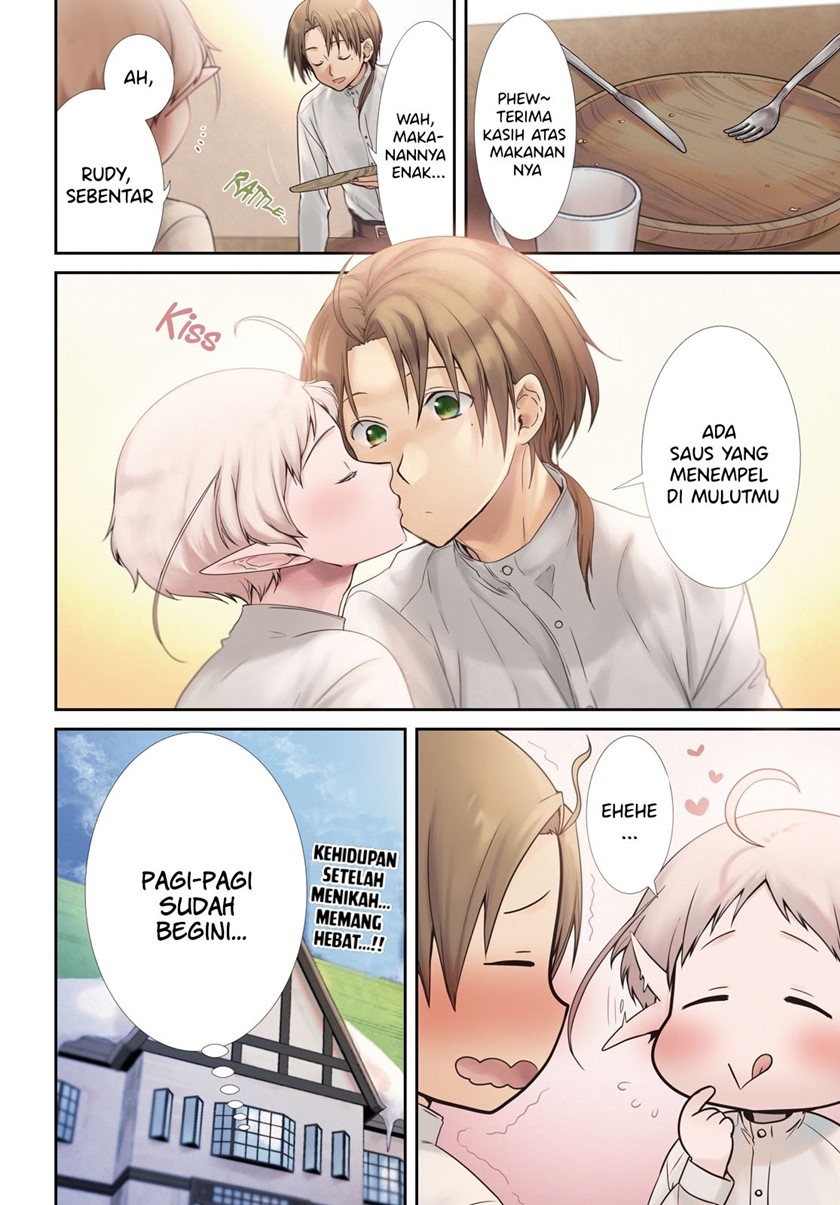 PHEW~
TERIMA
KASIH ATAS
MAKANAN
NYA
WAH,
MAKA-
NANNYA
ENAK...
RATTLE...
AH,
RUDY,
SEBENTAR
Kiss
ADA
SAUS YANG
MENEMPEL
DI MULUTMU
EHEHE
...
KEHIDUPAN
SETELAH
MENIKAH...
MEMANG
HEBAT...!!
PAGI-PAGI
SUDAH
BEGINI...